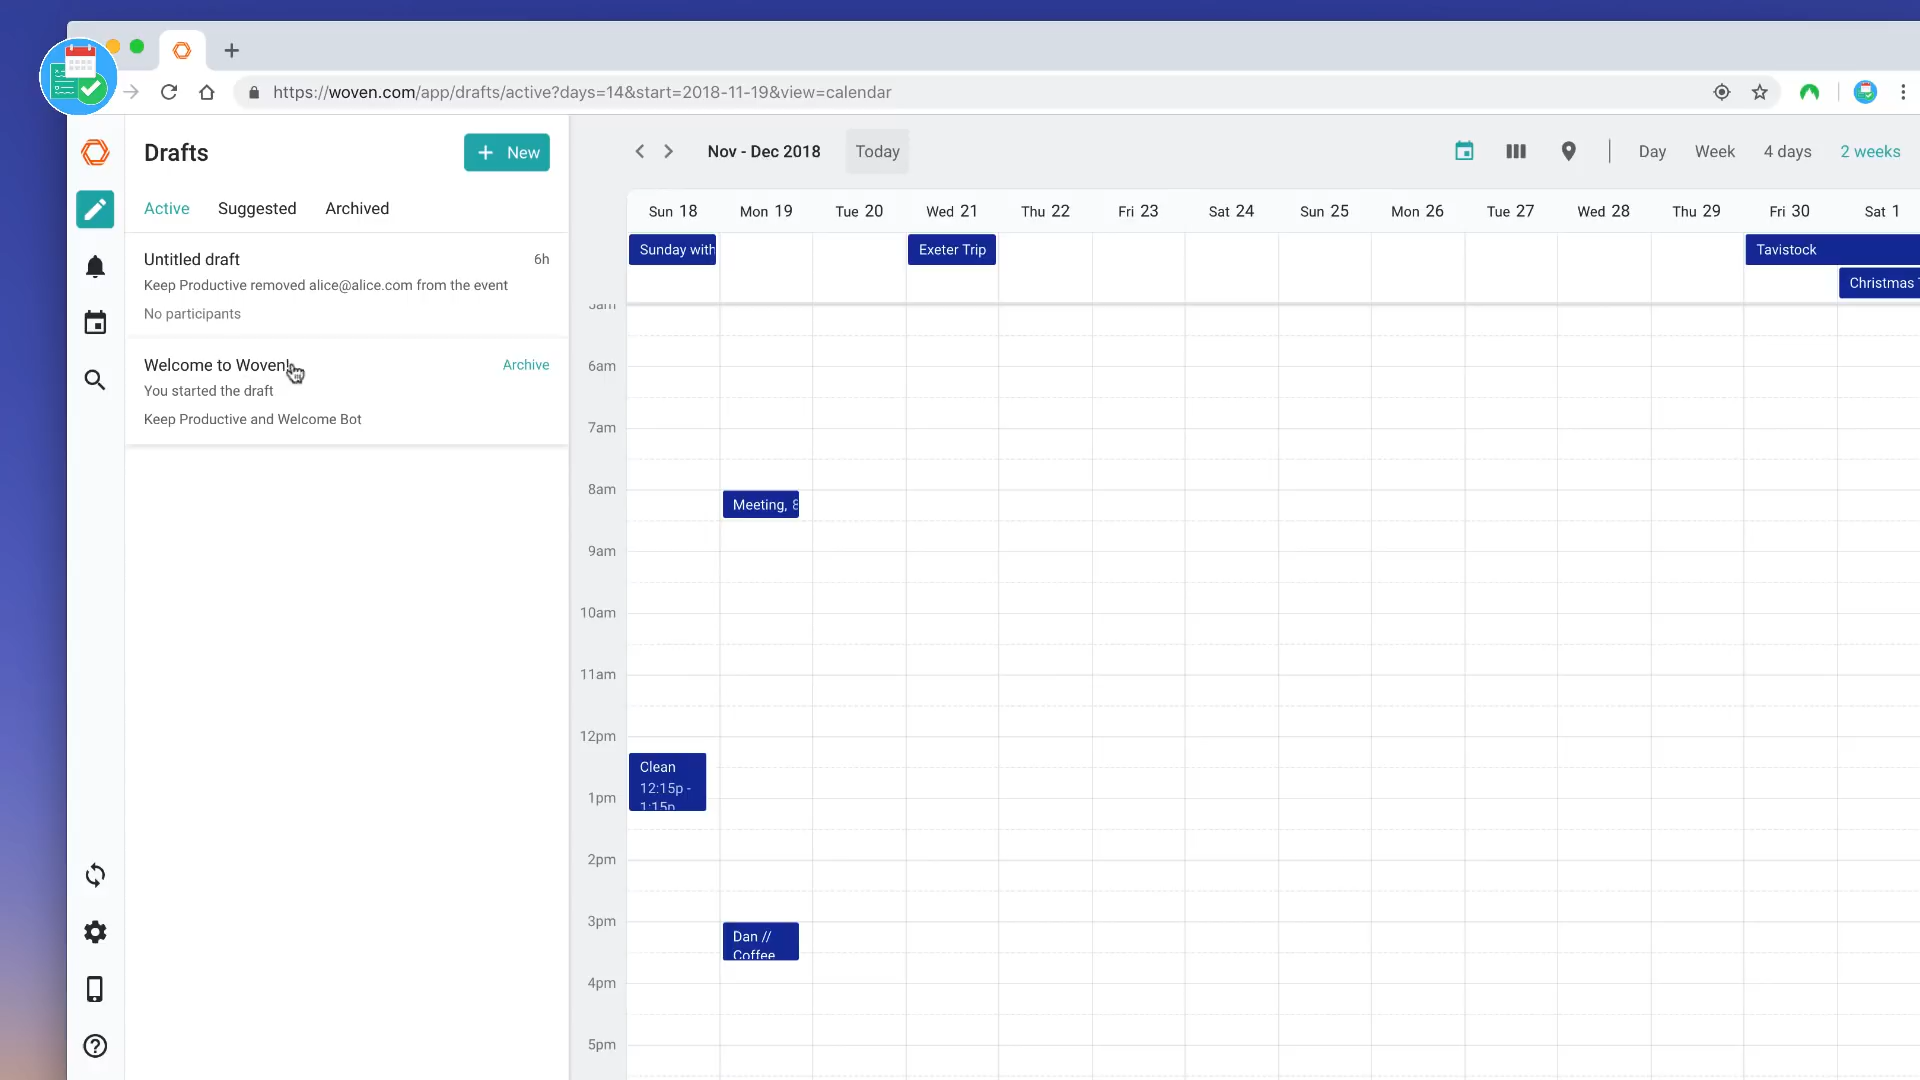 https://woven.com/app/drafts/active?days=14&start=2018-11-19&view=calendar
Drafts
+ New
Active Suggested Archived
Untitled draft 6h
Keep Productive removed alice@alice.com from the event
No participants
Welcome to Woven! Archive
You started the draft
Keep Productive and Welcome Bot
Nov - Dec 2018 Today
Day Week 4 days 2 weeks
Sun 18 Mon 19 Tue 20 Wed 21 Thu 22 Fri 23 Sat 24 Sun 25 Mon 26 Tue 27 Wed 28 Thu 29 Fri 30 Sat 1
Sunday with Exeter Trip Tavistock
Christmas
5am
6am
7am
8am
Meeting, 8
9am
10am
11am
12pm
Clean
12:15p -
1:15p
1pm
2pm
3pm
Dan //
Coffee
4pm
5pm